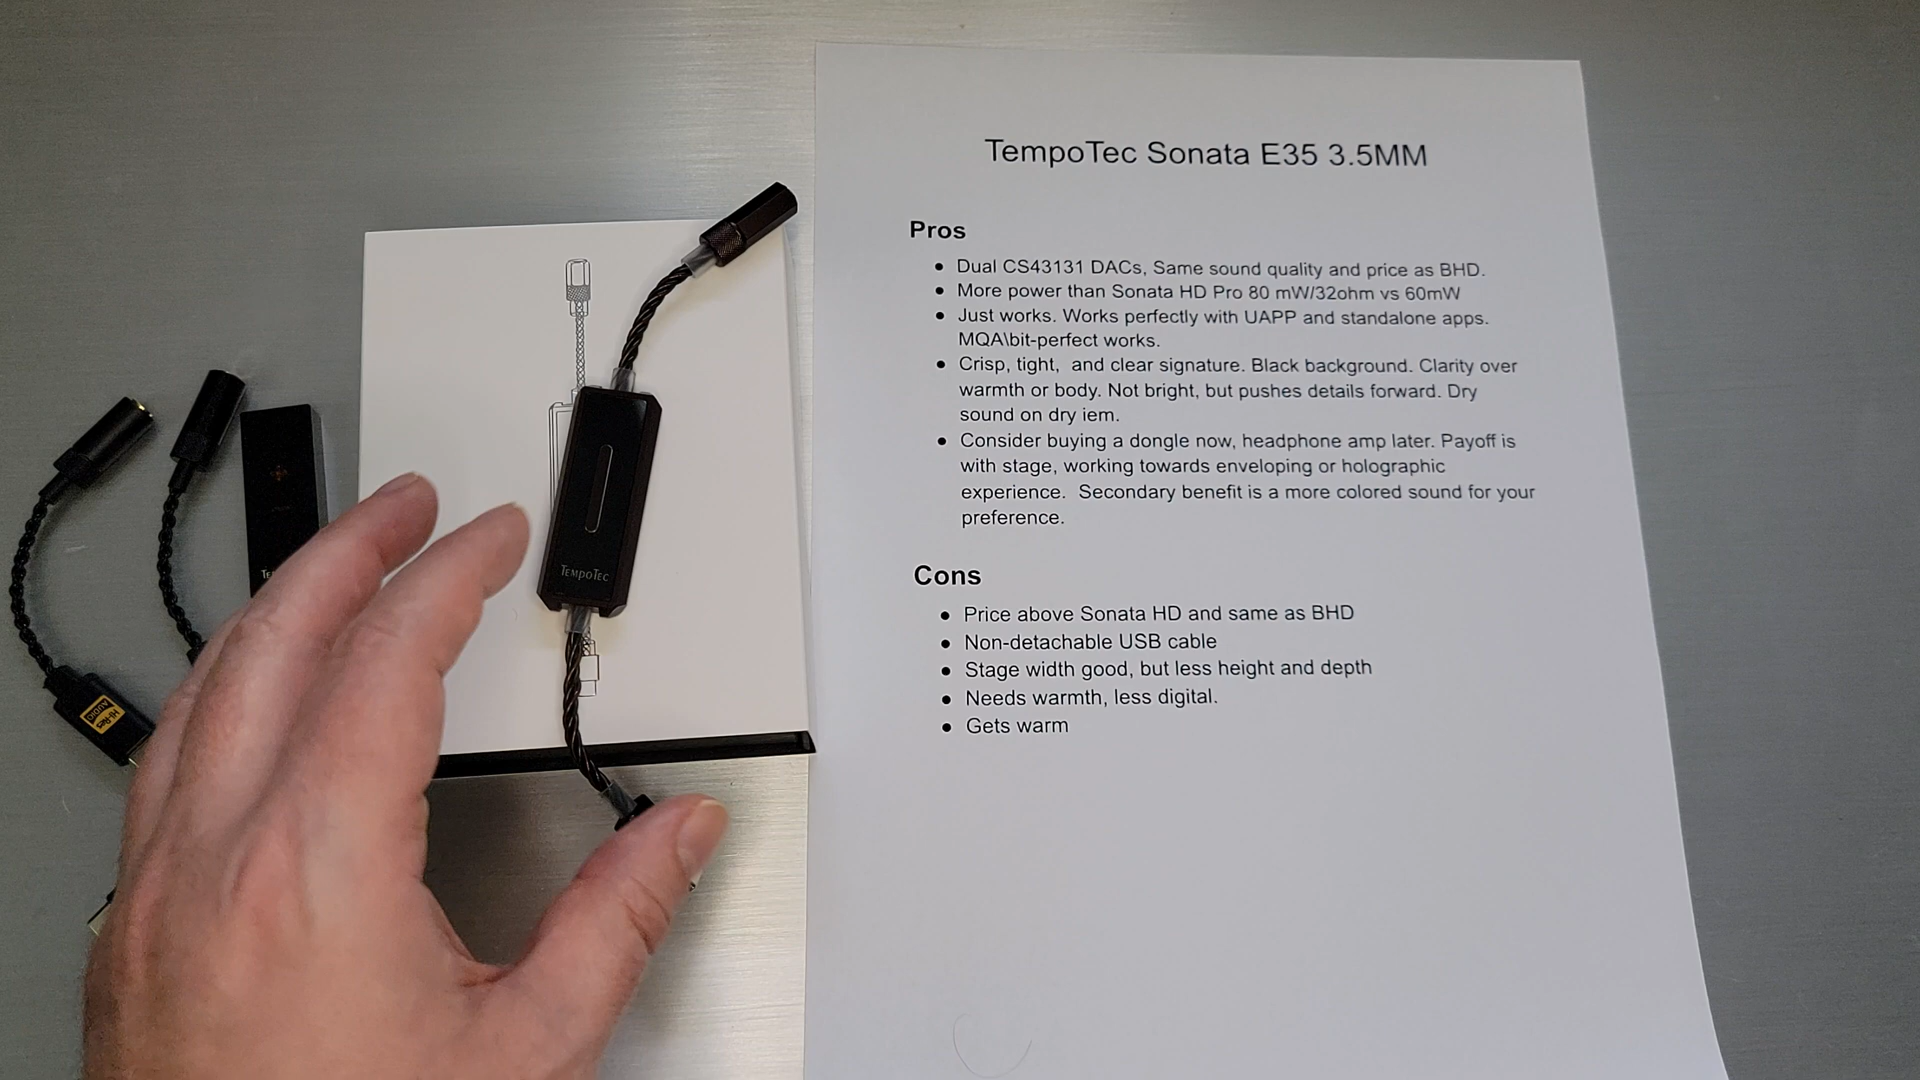 TempoTec Sonata E35 3.5MM
Pros
Dual CS43131 DACs, Same sound quality and price as BHD.
More power than Sonata HD Pro 80 mW/32ohm vs 60mW
Just works. Works perfectly with UAPP and standalone apps.
MQA\bit-perfect works.
Crisp, tight, and clear signature. Black background. Clarity over
warmth or body. Not bright, but pushes details forward. Dry
sound on dry iem.
Consider buying a dongle now, headphone amp later. Payoff is
with stage, working towards enveloping or holographic
experience. Secondary benefit is a more colored sound for your
preference.
Cons
Price above Sonata HD and same as BHD
Non-detachable USB cable
Stage width good, but less height and depth
Needs warmth, less digital.
Gets warm
TEMPOTEC
Hi-Res
AUDIO